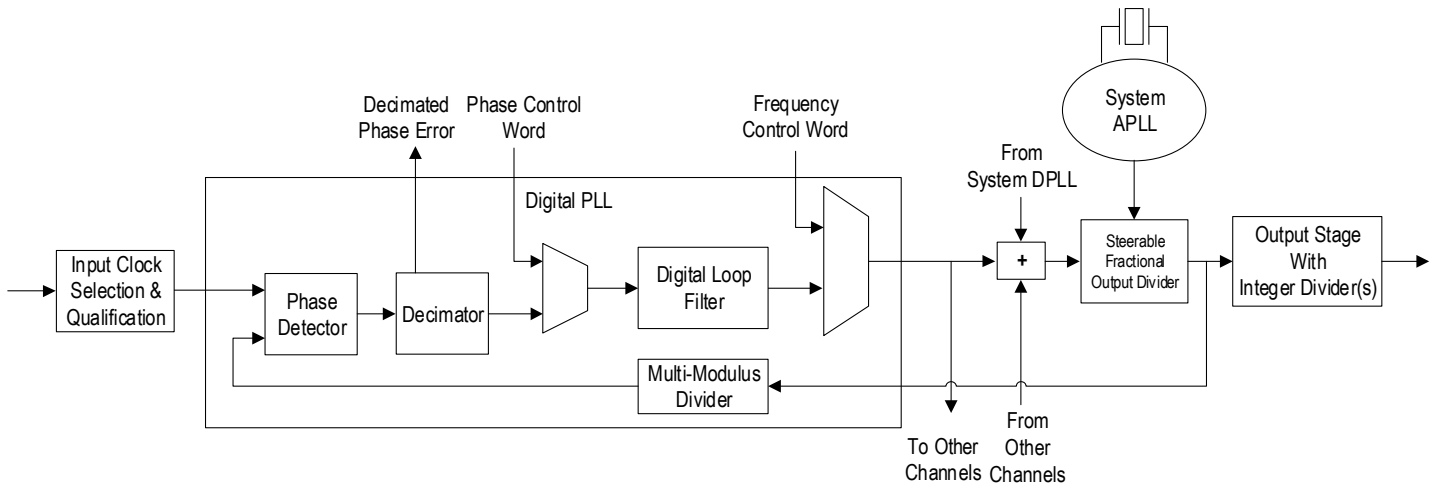 System
APLL
Decimated
Phase Error
Phase Control
Word
Frequency
Control Word
From
System DPLL
Digital PLL
Input Clock
Selection &
Qualification
Phase
Detector
Decimator
Digital Loop
Filter
+
Steerable
Fractional
Output Divider
Output Stage
With
Integer Divider(s)
Multi-Modulus
Divider
To Other
Channels
From
Other
Channels